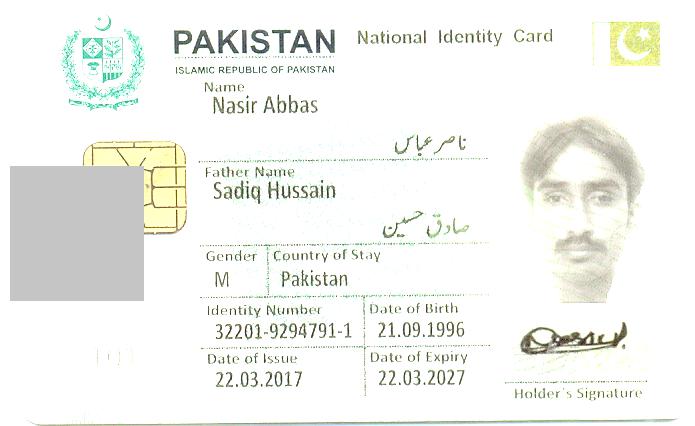 PAKISTAN National Identity Card
ISLAMIC REPUBLIC OF PAKISTAN
Name
Nasir Abbas
ناصر عباس
Father Name
Sadiq Hussain
صادق حسین
Gender Country of Stay
M Pakistan
Identity Number Date of Birth
32201-9294791-1 21.09.1996
Date of Issue Date of Expiry
22.03.2017 22.03.2027
Holder's Signature